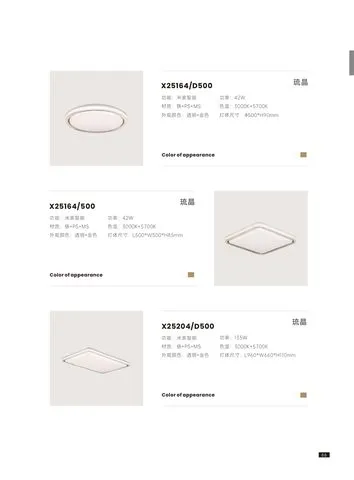 X25164/D500
琉晶
功能：米家智能 功率：42W
材质：铁+PS+MS 色温：3000K+5700K
外观颜色：透明+金色 灯体尺寸：Φ500*H90mm
Color of appearance
X25164/500
琉晶
功能：米家智能 功率：42W
材质：铁+PS+MS 色温：3000K+5700K
外观颜色：透明+金色 灯体尺寸：L500*W500*H85mm
Color of appearance
X25204/D500
琉晶
功能：米家智能 功率：155W
材质：铁+PS+MS 色温：3000K+5700K
外观颜色：透明+金色 灯体尺寸：L960*W660*H110mm
Color of appearance